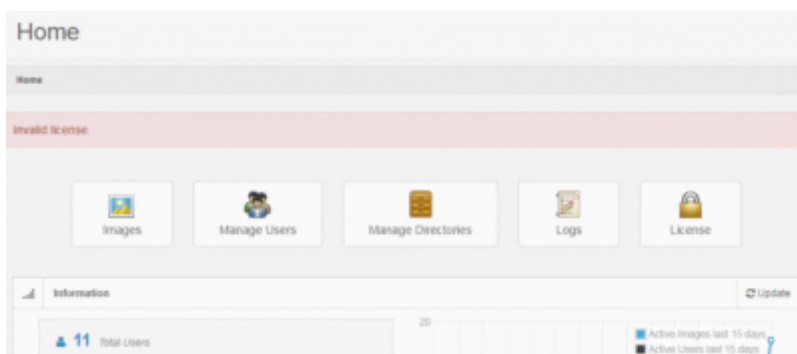 Home
Home
Invalid license
Images Manage Users Manage Directories Logs License
Information Update
11 Total Users
20
Active Images last 15 days
Active Users last 15 days